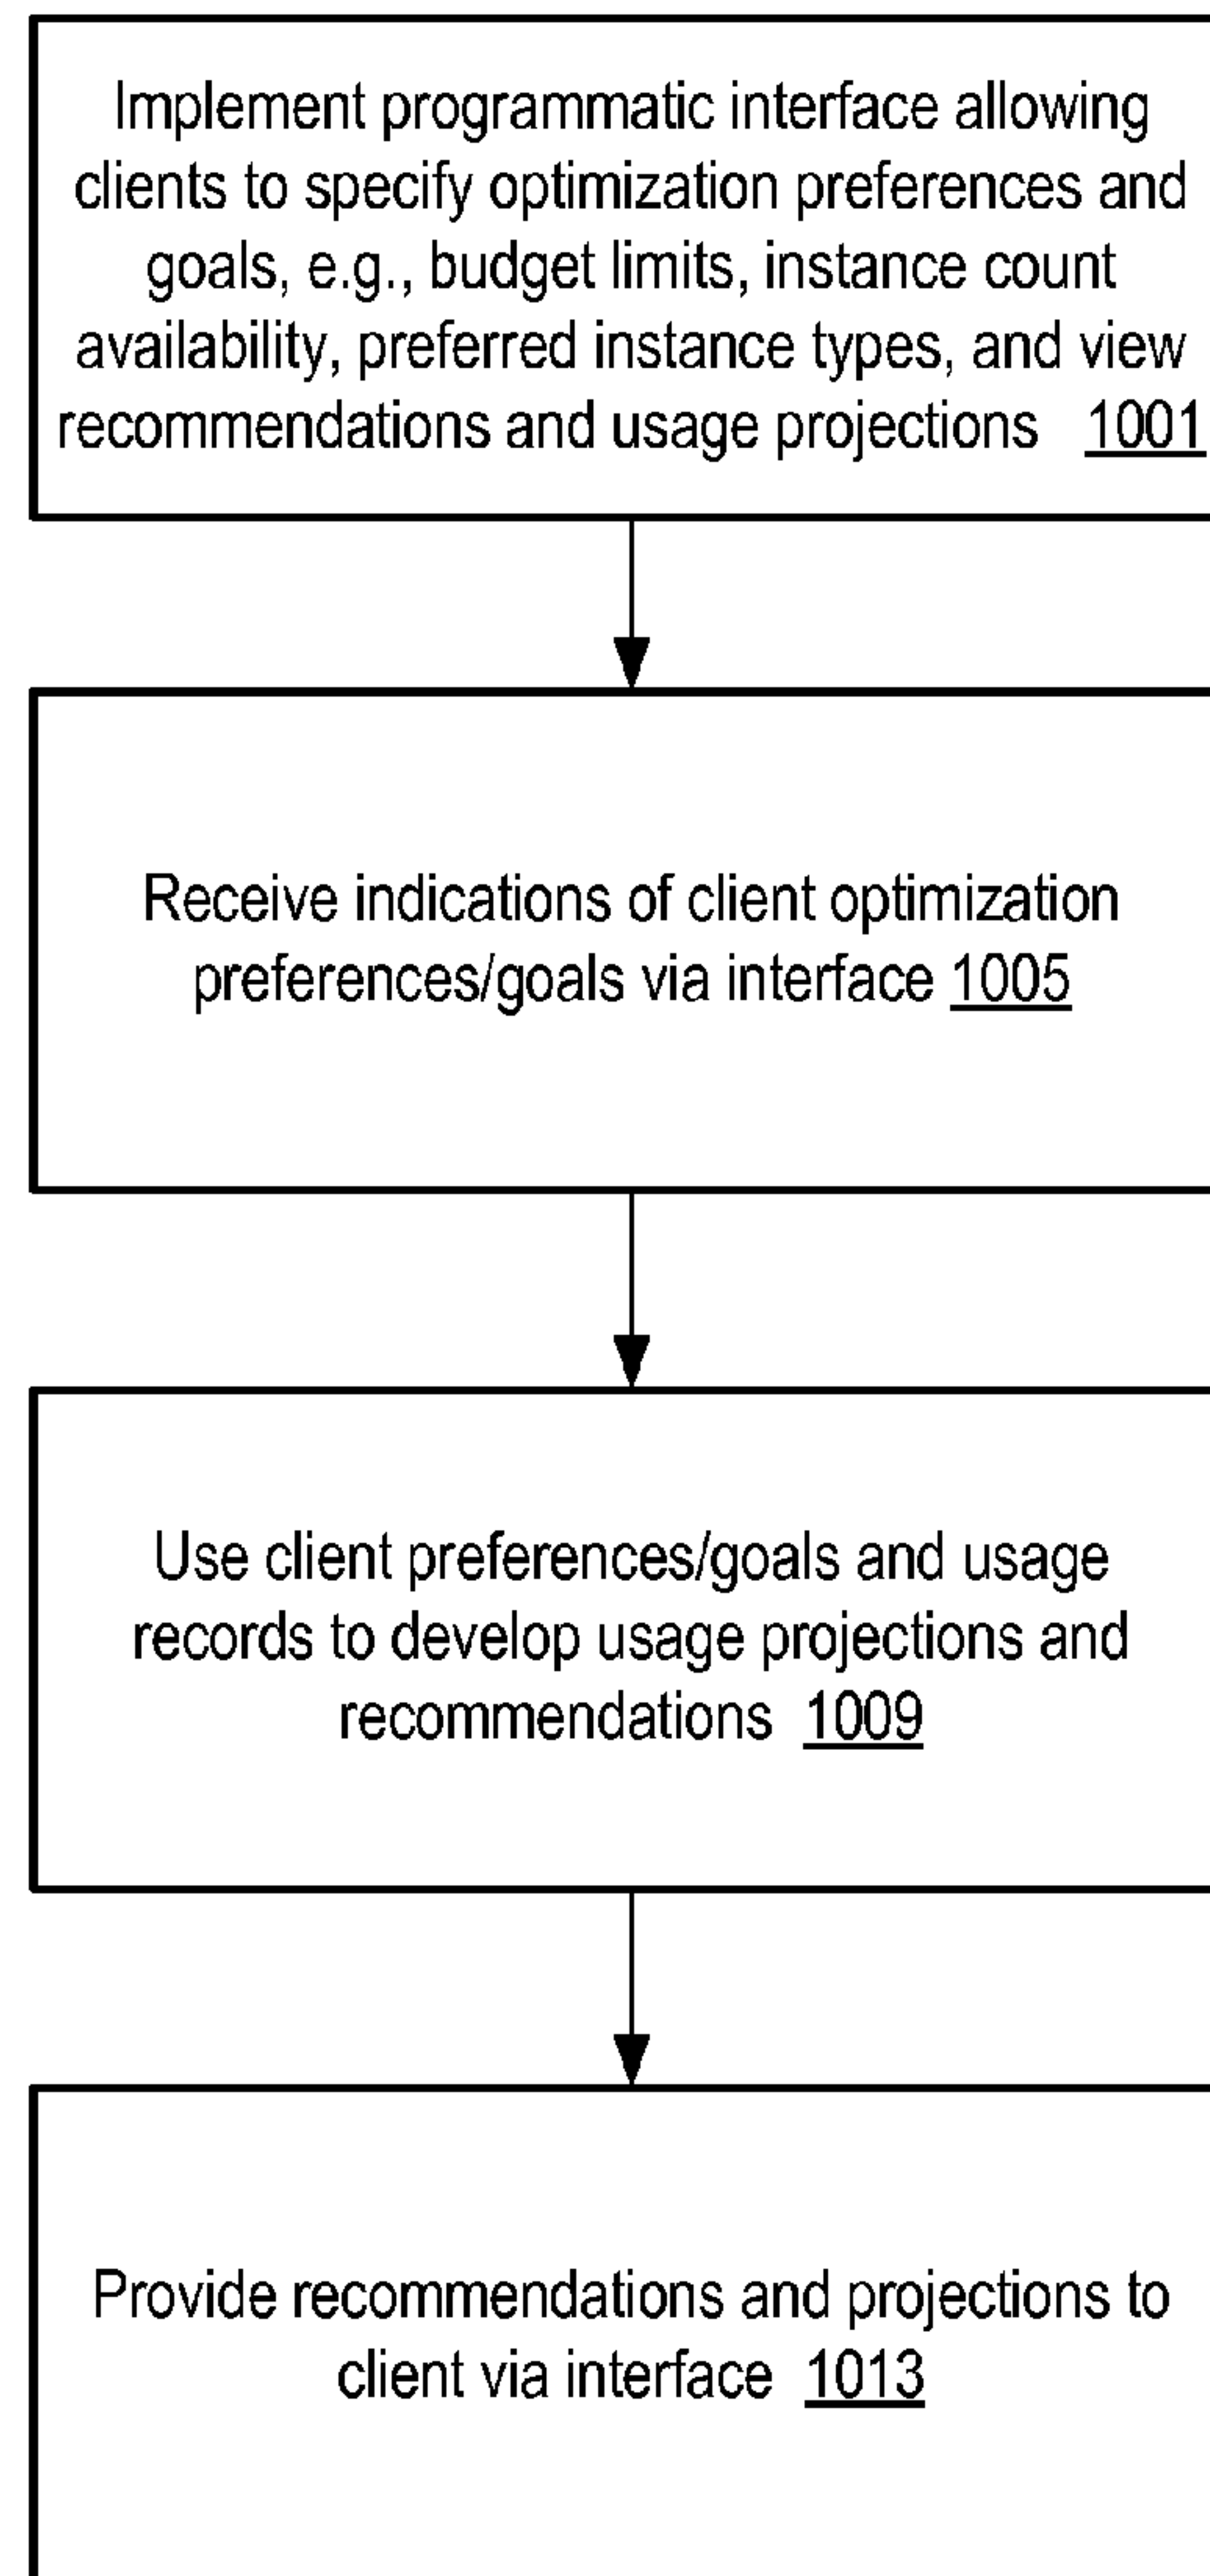 Implement programmatic interface allowing
clients to specify optimization preferences and
goals, e.g., budget limits, instance count
availability, preferred instance types, and view
recommendations and usage projections 1001
Receive indications of client optimization
preferences/goals via interface 1005
Use client preferences/goals and usage
records to develop usage projections and
recommendations 1009
Provide recommendations and projections to
client via interface 1013